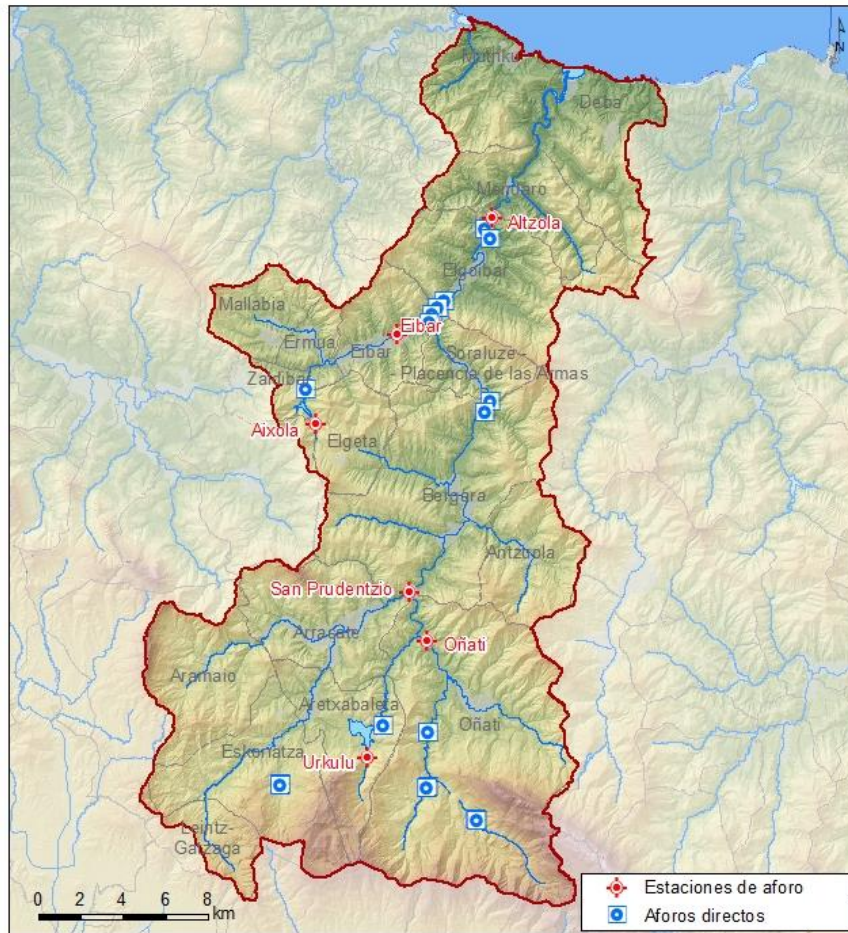 N
Mutriku
Deba
Mendaro
Altzola
Elgoibar
Mallabia
Ermua
Eibar
Eibar
Soraluze-
Placencia de las Armas
Zaldibar
Aixola
Elgeta
Bergara
Antzuola
San Prudentzio
Arrasate
Oñati
Aramaio
Aretxabaleta
Oñati
Eskoriatza
Urkulu
Leintz-
Gatzaga
Estaciones de aforo
Aforos directos
0 2 4 6 8
km